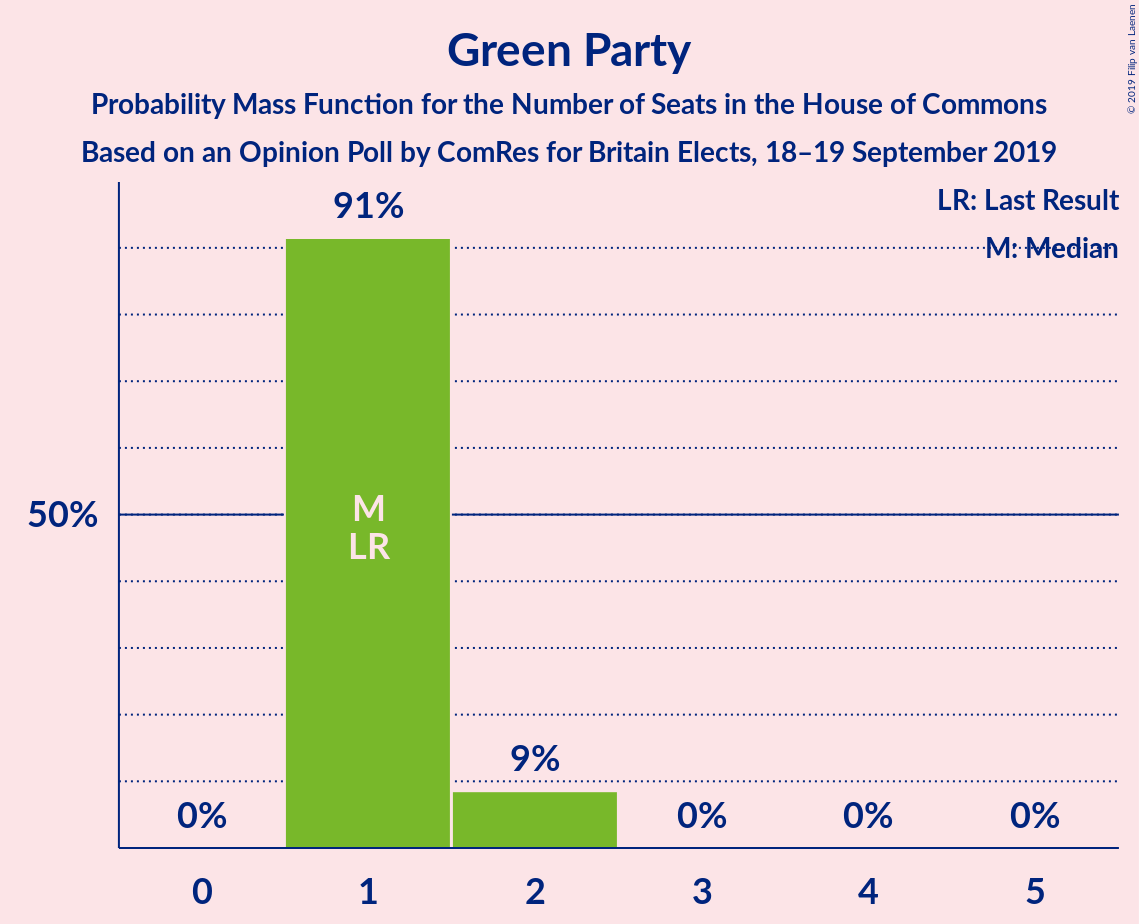 Green Party
Probability Mass Function for the Number of Seats in the House of Commons
Based on an Opinion Poll by ComRes for Britain Elects, 18–19 September 2019
© 2019 Filip van Laenen
LR: Last Result
M: Median
91%
50%
M
LR
9%
0%
0%
0%
0%
0
1
2
3
4
5